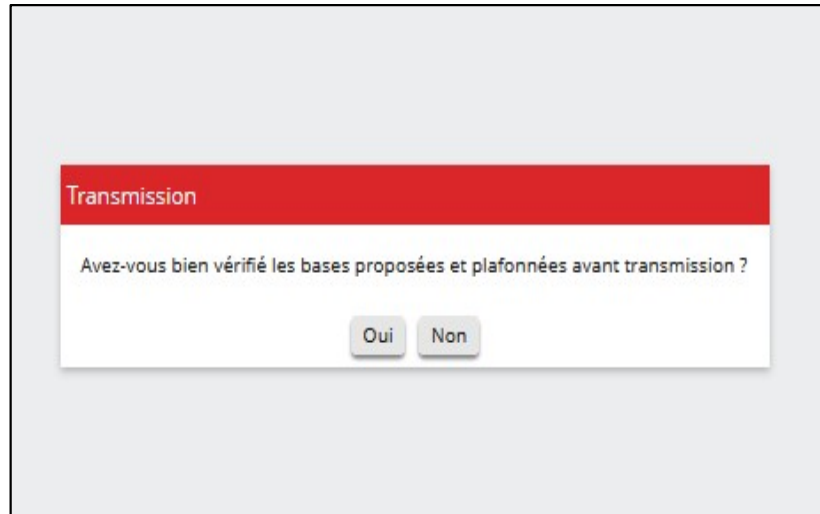 Transmission
Avez-vous bien vérifié les bases proposées et plafonnées avant transmission ?
Oui Non